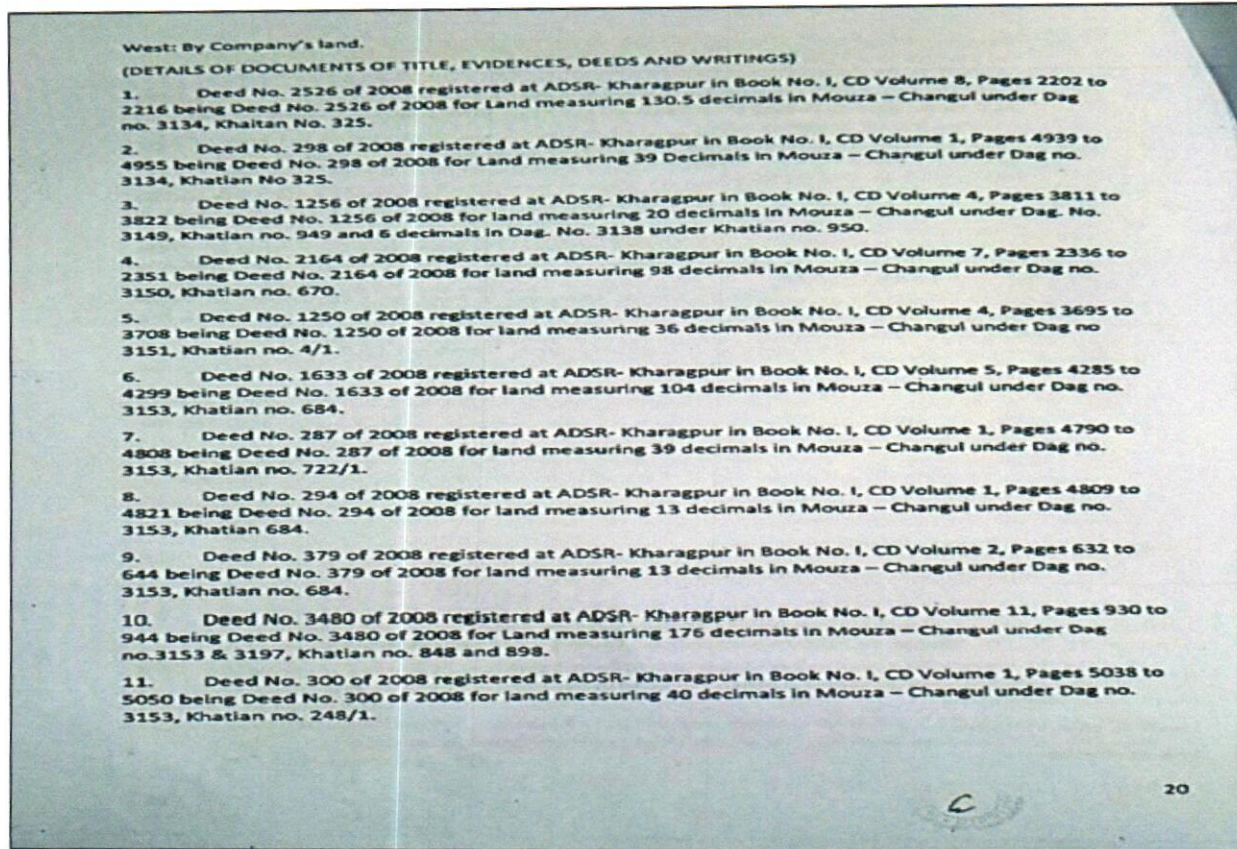 West: By Company's land.
(DETAILS OF DOCUMENTS OF TITLE, EVIDENCES, DEEDS AND WRITINGS)
1. Deed No. 2526 of 2008 registered at ADSR- Kharagpur in Book No. I, CD Volume 8, Pages 2202 to
2216 being Deed No. 2526 of 2008 for Land measuring 130.5 decimals in Mouza – Changul under Dag
no. 3134, Khaitan No. 325.
2. Deed No. 298 of 2008 registered at ADSR- Kharagpur in Book No. I, CD Volume 1, Pages 4939 to
4955 being Deed No. 298 of 2008 for Land measuring 39 Decimals in Mouza – Changul under Dag no.
3134, Khatian No 325.
3. Deed No. 1256 of 2008 registered at ADSR- Kharagpur in Book No. I, CD Volume 4, Pages 3811 to
3822 being Deed No. 1256 of 2008 for land measuring 20 decimals in Mouza – Changul under Dag. No.
3149, Khatian no. 949 and 6 decimals in Dag. No. 3138 under Khatian no. 950.
4. Deed No. 2164 of 2008 registered at ADSR- Kharagpur in Book No. I, CD Volume 7, Pages 2336 to
2351 being Deed No. 2164 of 2008 for land measuring 98 decimals in Mouza – Changul under Dag no.
3150, Khatian no. 670.
5. Deed No. 1250 of 2008 registered at ADSR- Kharagpur in Book No. I, CD Volume 4, Pages 3695 to
3708 being Deed No. 1250 of 2008 for land measuring 36 decimals in Mouza – Changul under Dag no
3151, Khatian no. 4/1.
6. Deed No. 1633 of 2008 registered at ADSR- Kharagpur in Book No. I, CD Volume 5, Pages 4285 to
4299 being Deed No. 1633 of 2008 for land measuring 104 decimals in Mouza – Changul under Dag no.
3153, Khatian no. 684.
7. Deed No. 287 of 2008 registered at ADSR- Kharagpur in Book No. I, CD Volume 1, Pages 4790 to
4808 being Deed No. 287 of 2008 for land measuring 39 decimals in Mouza – Changul under Dag no.
3153, Khatian no. 722/1.
8. Deed No. 294 of 2008 registered at ADSR- Kharagpur in Book No. I, CD Volume 1, Pages 4809 to
4821 being Deed No. 294 of 2008 for land measuring 13 decimals in Mouza – Changul under Dag no.
3153, Khatian 684.
9. Deed No. 379 of 2008 registered at ADSR- Kharagpur in Book No. I, CD Volume 2, Pages 632 to
644 being Deed No. 379 of 2008 for land measuring 13 decimals in Mouza – Changul under Dag no.
3153, Khatian no. 684.
10. Deed No. 3480 of 2008 registered at ADSR- Kharagpur in Book No. I, CD Volume 11, Pages 930 to
944 being Deed No. 3480 of 2008 for Land measuring 176 decimals in Mouza – Changul under Dag
no.3153 & 3197, Khatian no. 848 and 898.
11. Deed No. 300 of 2008 registered at ADSR- Kharagpur in Book No. I, CD Volume 1, Pages 5038 to
5050 being Deed No. 300 of 2008 for land measuring 40 decimals in Mouza – Changul under Dag no.
3153, Khatian no. 248/1.
20